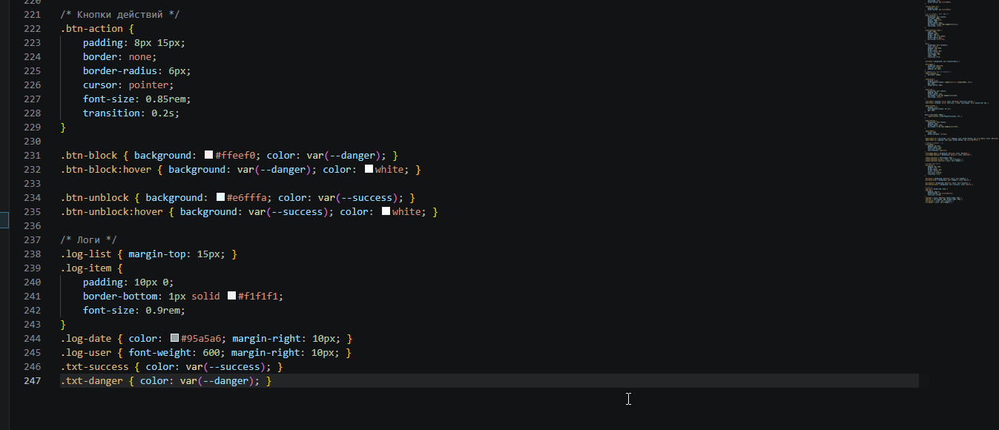 220
221 /* Кнопки действий */
222 .btn-action {
223     padding: 8px 15px;
224     border: none;
225     border-radius: 6px;
226     cursor: pointer;
227     font-size: 0.85rem;
228     transition: 0.2s;
229 }
230
231 .btn-block { background: #ffeef0; color: var(--danger); }
232 .btn-block:hover { background: var(--danger); color: white; }
233
234 .btn-unblock { background: #e6fffa; color: var(--success); }
235 .btn-unblock:hover { background: var(--success); color: white; }
236
237 /* Логи */
238 .log-list { margin-top: 15px; }
239 .log-item {
240     padding: 10px 0;
241     border-bottom: 1px solid #f1f1f1;
242     font-size: 0.9rem;
243 }
244 .log-date { color: #95a5a6; margin-right: 10px; }
245 .log-user { font-weight: 600; margin-right: 10px; }
246 .txt-success { color: var(--success); }
247 .txt-danger { color: var(--danger); }